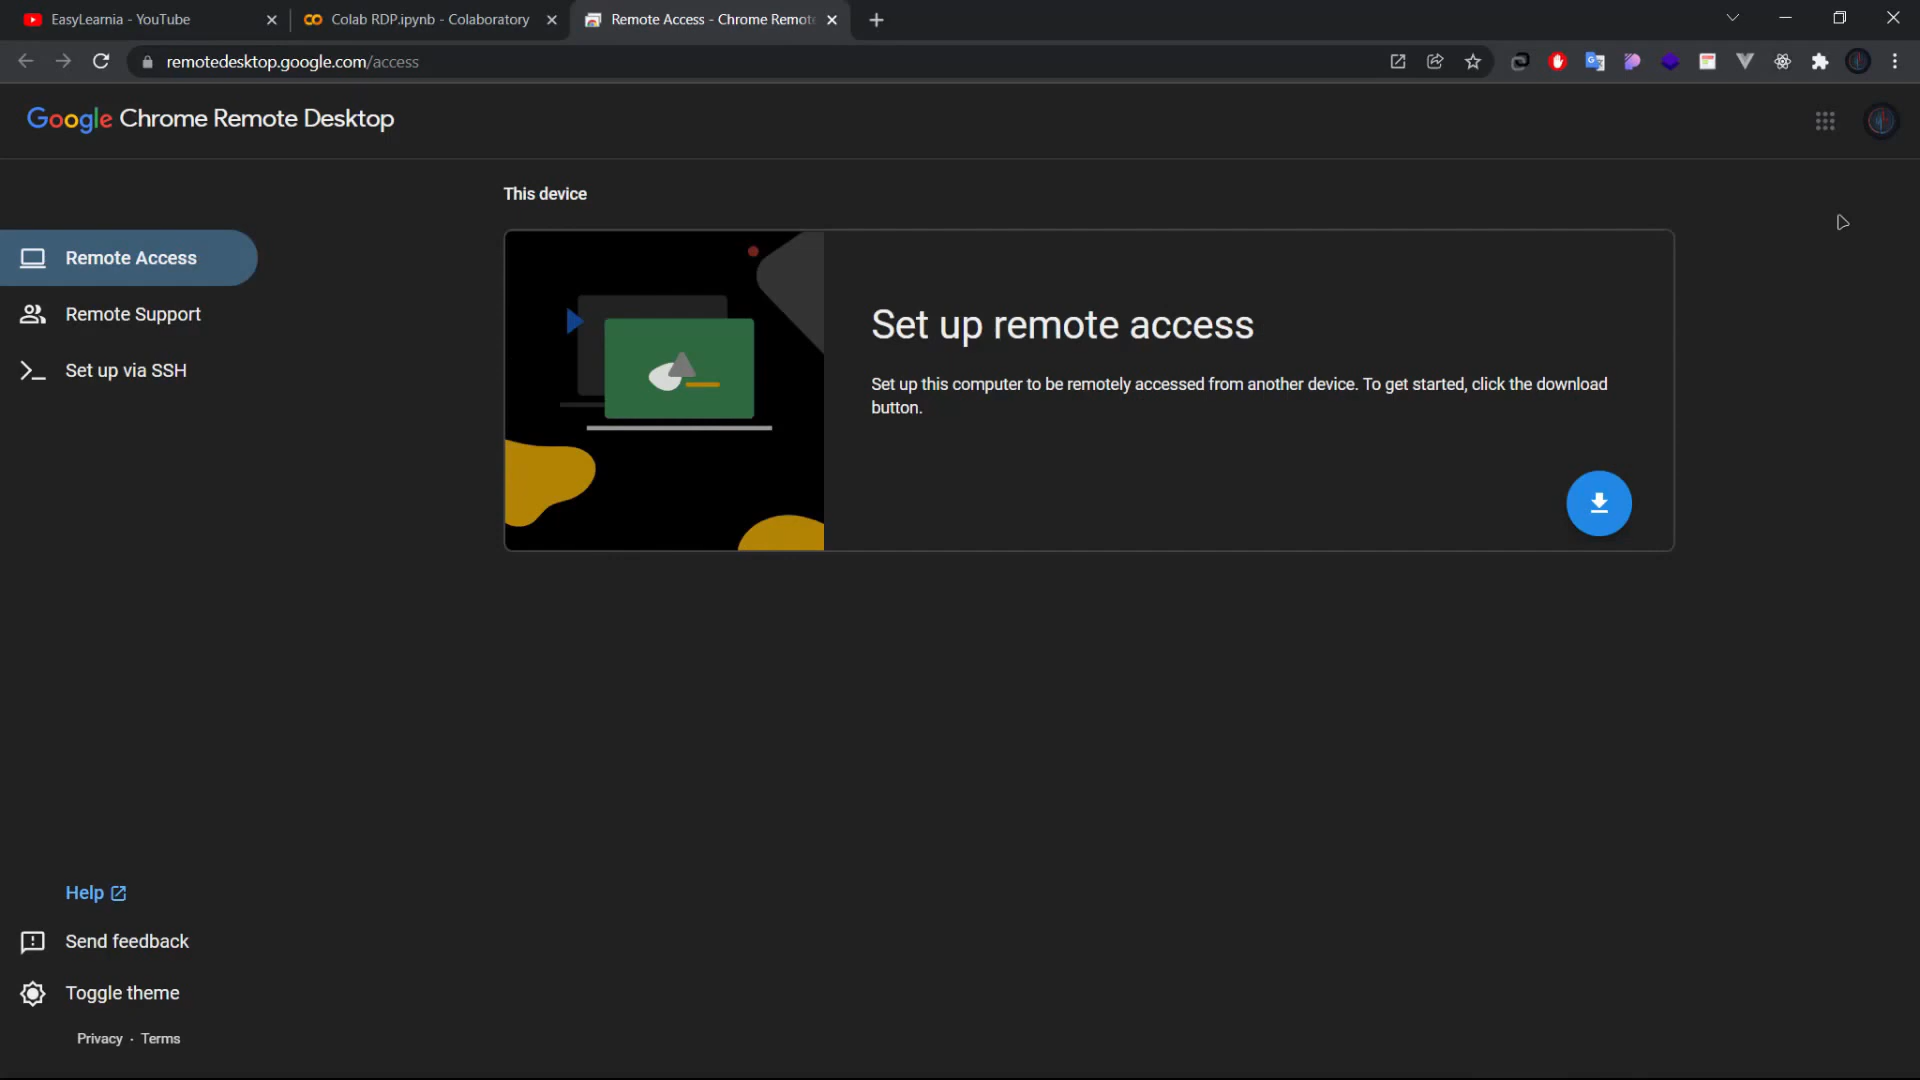 EasyLearnia - YouTube
Colab RDP.ipynb - Colaboratory
Remote Access - Chrome Remote
remotedesktop.google.com/access
Google Chrome Remote Desktop
This device
Remote Access
Remote Support
Set up via SSH
Set up remote access
Set up this computer to be remotely accessed from another device. To get started, click the download
button.
Help
Send feedback
Toggle theme
Privacy · Terms